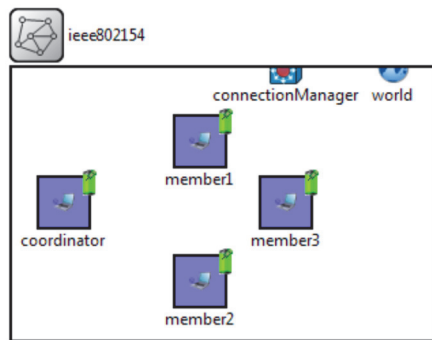 ieee802154
connectionManager world
member1
coordinator member3
member2